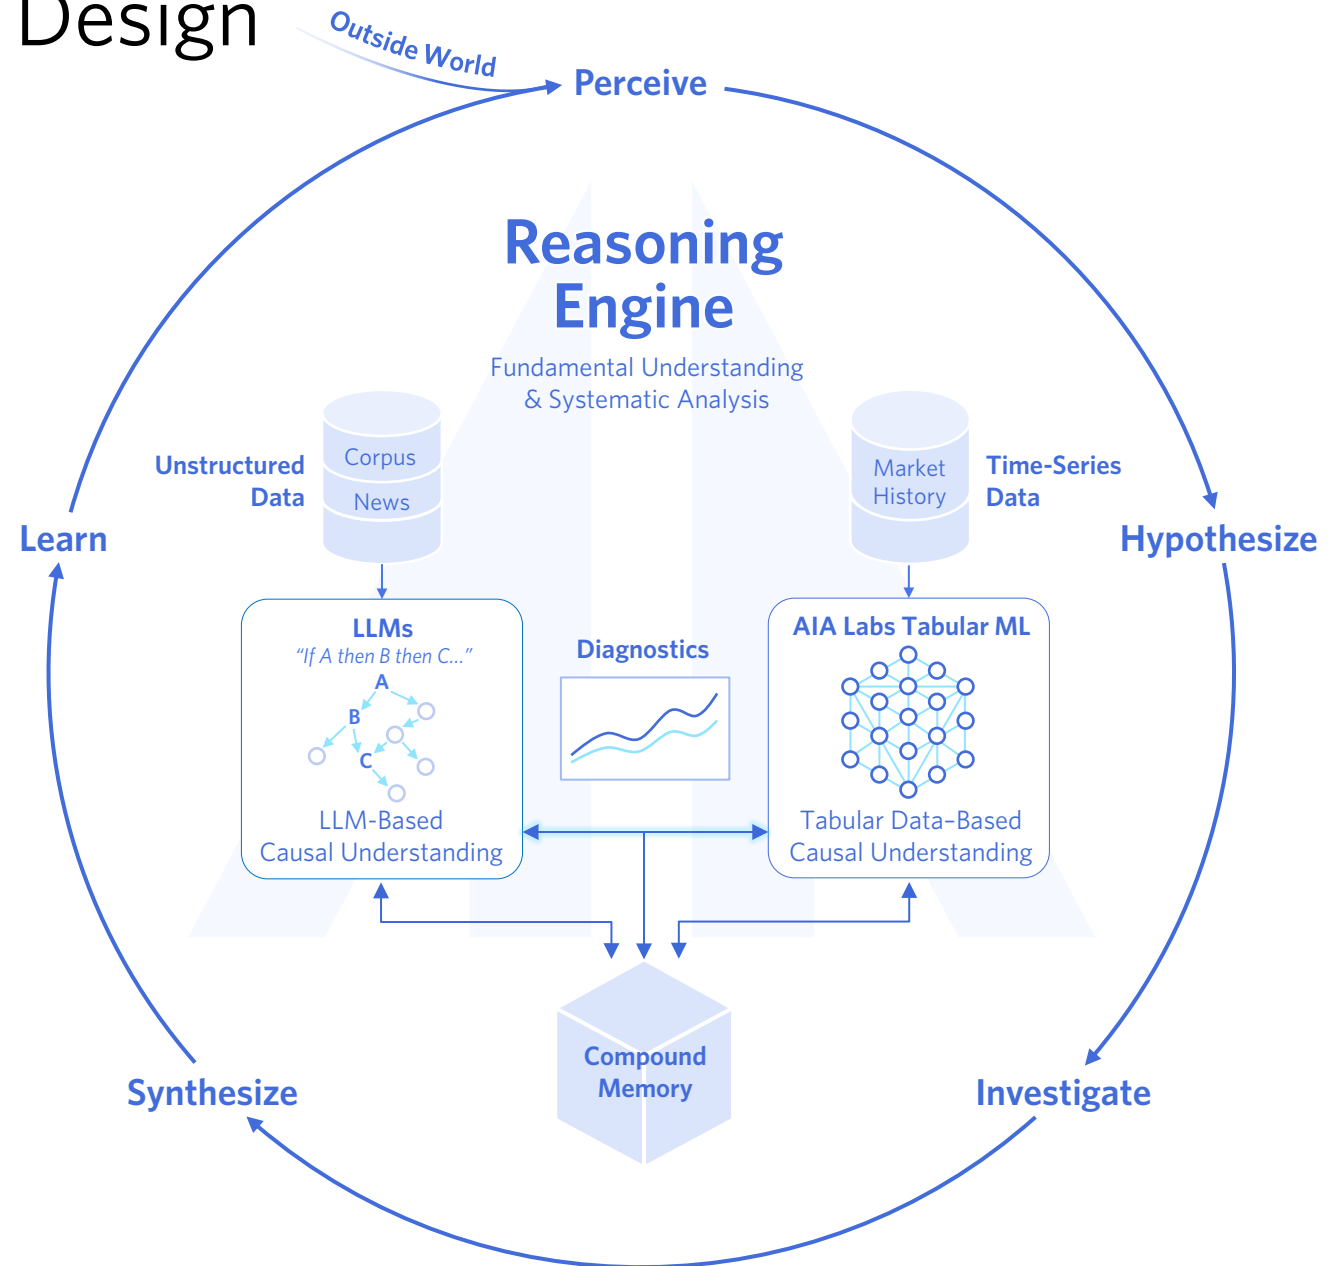 Design
Outside World
Perceive
Reasoning
Engine
Fundamental Understanding
& Systematic Analysis
Unstructured
Data
Corpus
News
Market
History
Time-Series
Data
Learn
Hypothesize
LLMs
“If A then B then C...”
A
B
C
LLM-Based
Causal Understanding
Diagnostics
AIA Labs Tabular ML
Tabular Data–Based
Causal Understanding
Compound
Memory
Synthesize
Investigate